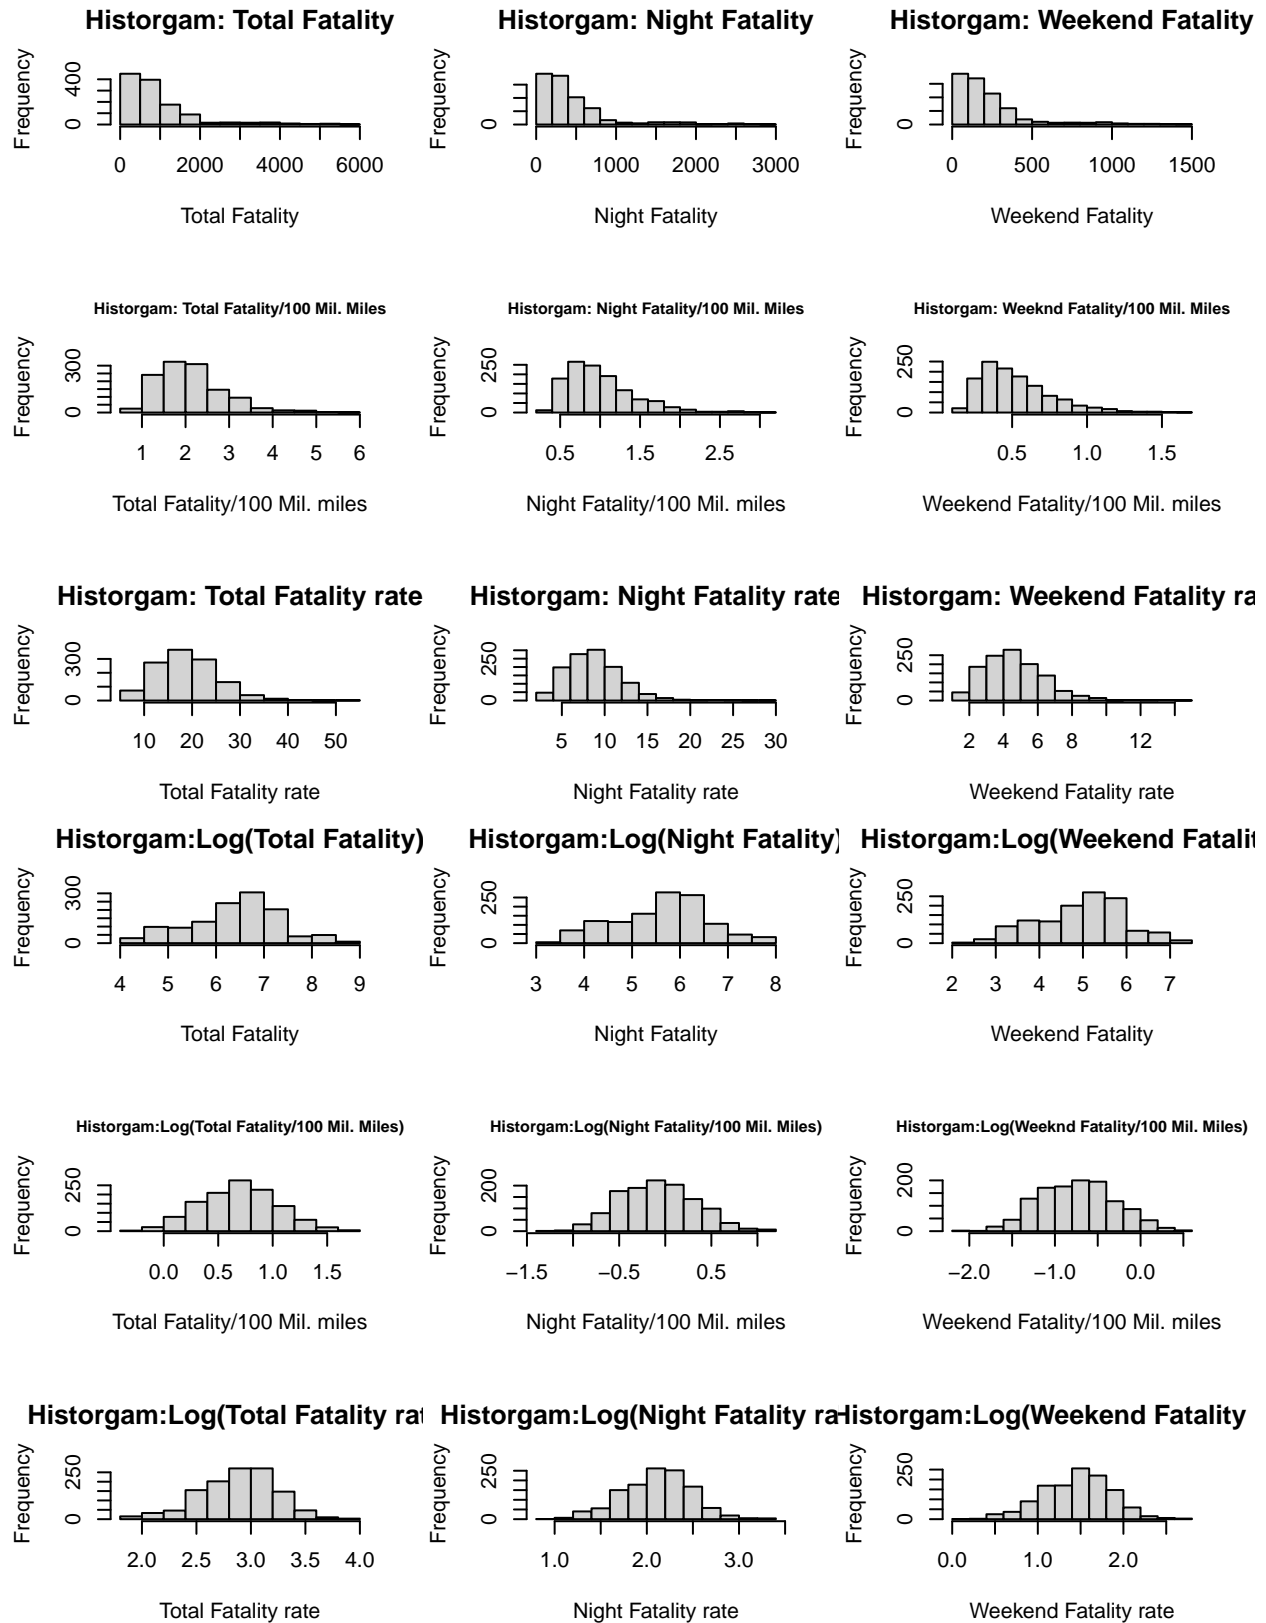 Historgam: Total Fatality
Historgam: Night Fatality
Historgam: Weekend Fatality
Frequency
0 400
0 2000 4000 6000
Total Fatality
Frequency
0
0 1000 2000 3000
Night Fatality
Frequency
0
0 500 1000 1500
Weekend Fatality
Historgam: Total Fatality/100 Mil. Miles
Historgam: Night Fatality/100 Mil. Miles
Historgam: Weeknd Fatality/100 Mil. Miles
Frequency
0 300
1 2 3 4 5 6
Total Fatality/100 Mil. miles
Frequency
0 250
0.5 1.5 2.5
Night Fatality/100 Mil. miles
Frequency
0 250
0.5 1.0 1.5
Weekend Fatality/100 Mil. miles
Historgam: Total Fatality rate
Historgam: Night Fatality rate
Historgam: Weekend Fatality ra
Frequency
0 300
10 20 30 40 50
Total Fatality rate
Frequency
0 250
5 10 15 20 25 30
Night Fatality rate
Frequency
0 250
2 4 6 8 12
Weekend Fatality rate
Historgam:Log(Total Fatality)
Historgam:Log(Night Fatality)
Historgam:Log(Weekend Fatalit
Frequency
0 300
4 5 6 7 8 9
Total Fatality
Frequency
0 250
3 4 5 6 7 8
Night Fatality
Frequency
0 250
2 3 4 5 6 7
Weekend Fatality
Historgam:Log(Total Fatality/100 Mil. Miles)
Historgam:Log(Night Fatality/100 Mil. Miles)
Historgam:Log(Weeknd Fatality/100 Mil. Miles)
Frequency
0 250
0.0 0.5 1.0 1.5
Total Fatality/100 Mil. miles
Frequency
0 200
−1.5 −0.5 0.5
Night Fatality/100 Mil. miles
Frequency
0 200
−2.0 −1.0 0.0
Weekend Fatality/100 Mil. miles
Historgam:Log(Total Fatality rat
Historgam:Log(Night Fatality ra
Historgam:Log(Weekend Fatality
Frequency
0 250
2.0 2.5 3.0 3.5 4.0
Total Fatality rate
Frequency
0 250
1.0 2.0 3.0
Night Fatality rate
Frequency
0 250
0.0 1.0 2.0
Weekend Fatality rate